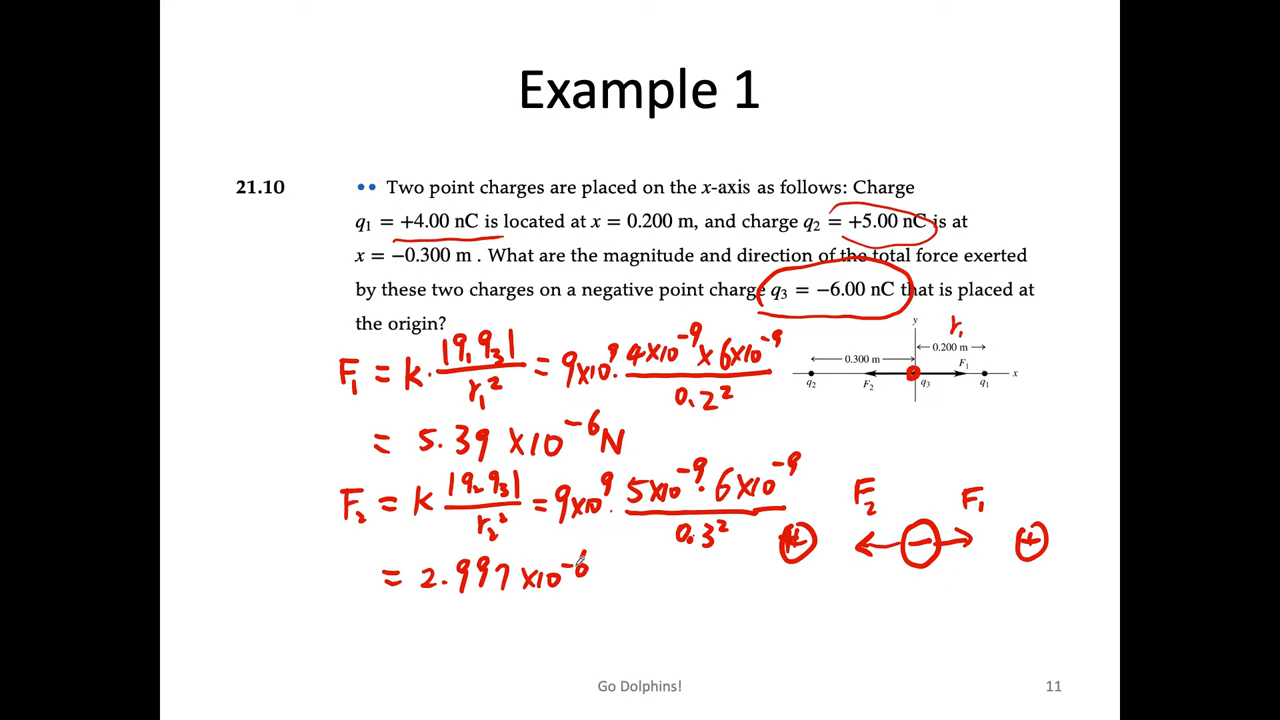 Example 1
21.10 •• Two point charges are placed on the x-axis as follows: Charge
q₁ = +4.00 nC is located at x = 0.200 m, and charge q₂ = +5.00 nC is at
x = −0.300 m . What are the magnitude and direction of the total force exerted
by these two charges on a negative point charge q₃ = −6.00 nC that is placed at
the origin?
y
r₁
0.200 m
0.300 m
F₂ F₁
q₂ q₃ q₁ x
F₁ = k · |q₁q₃| / r₁² = 9×10⁹ · 4×10⁻⁹ × 6×10⁻⁹ / 0.2²
= 5.39 ×10⁻⁶ N
F₂ = k |q₂q₃| / r₂² = 9×10⁹ · 5×10⁻⁹ · 6×10⁻⁹ / 0.3²
F₂ F₁
+ − +
= 2.997 ×10⁻⁶
Go Dolphins!
11